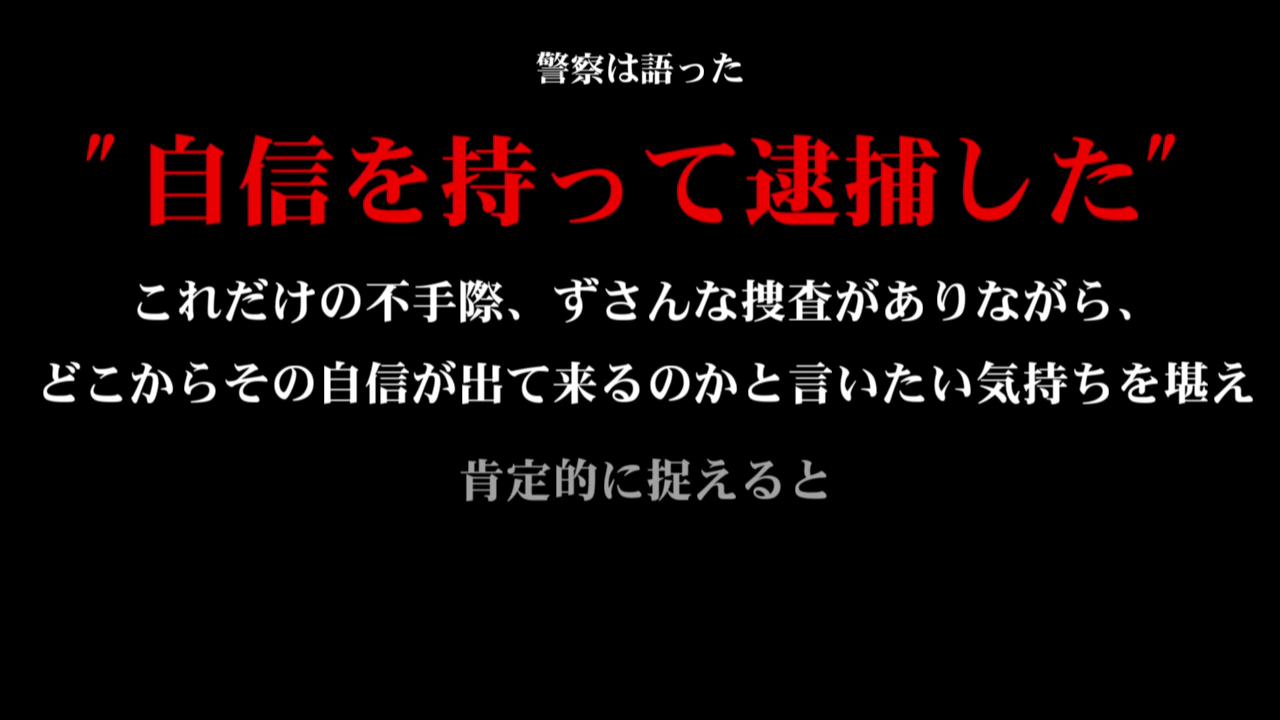 警察は語った
"自信を持って逮捕した"
これだけの不手際、ずさんな捜査がありながら、
どこからその自信が出て来るのかと言いたい気持ちを堪え
肯定的に捉えると